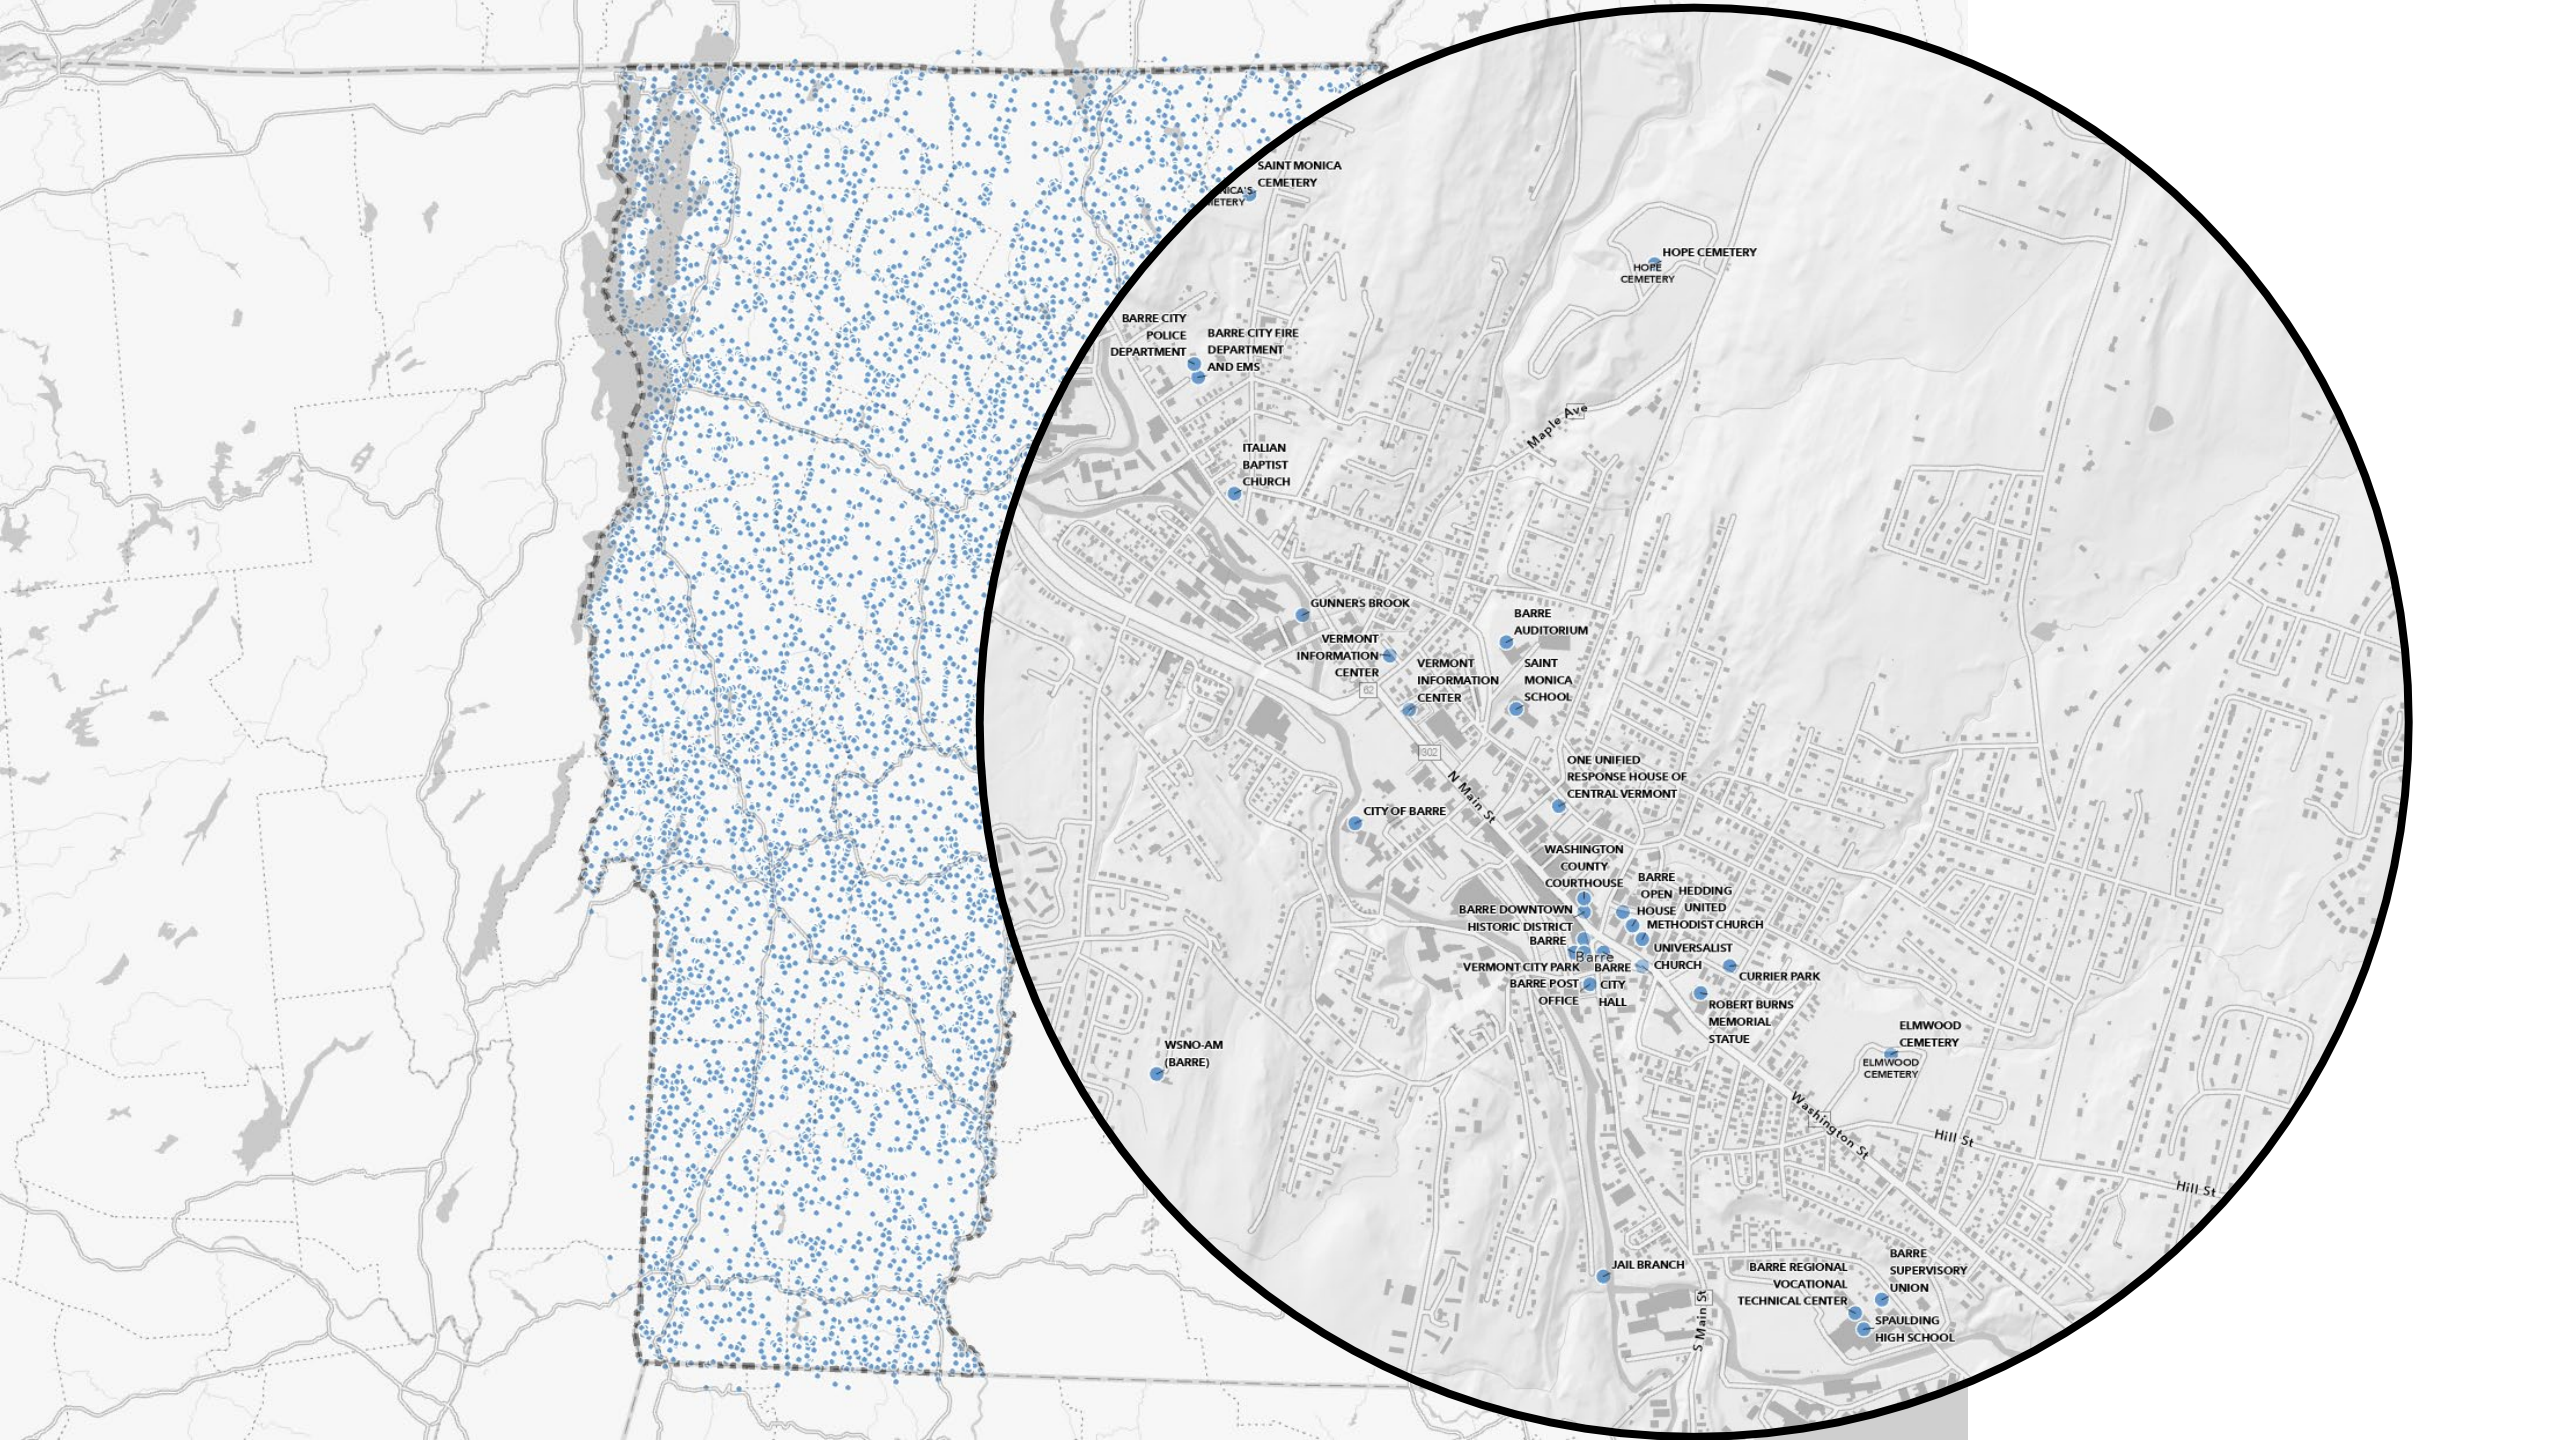 SAINT MONICA
CEMETERY
NICA'S
METERY
HOPE CEMETERY
HOPE
CEMETERY
BARRE CITY
POLICE
DEPARTMENT
BARRE CITY FIRE
DEPARTMENT
AND EMS
Maple Ave
ITALIAN
BAPTIST
CHURCH
GUNNERS BROOK
BARRE
AUDITORIUM
VERMONT
INFORMATION
CENTER
62
VERMONT
INFORMATION
CENTER
SAINT
MONICA
SCHOOL
302
N Main St
ONE UNIFIED
RESPONSE HOUSE OF
CENTRAL VERMONT
CITY OF BARRE
WASHINGTON
COUNTY
COURTHOUSE
BARRE
OPEN
HOUSE
HEDDING
UNITED
METHODIST CHURCH
BARRE DOWNTOWN
HISTORIC DISTRICT
BARRE
Barre
UNIVERSALIST
CHURCH
VERMONT CITY PARK
BARRE
CITY
HALL
BARRE POST
OFFICE
CURRIER PARK
ROBERT BURNS
MEMORIAL
STATUE
ELMWOOD
CEMETERY
ELMWOOD
CEMETERY
WSNO-AM
(BARRE)
Washington St
Hill St
Hill St
JAIL BRANCH
S Main St
BARRE REGIONAL
VOCATIONAL
TECHNICAL CENTER
BARRE
SUPERVISORY
UNION
SPAULDING
HIGH SCHOOL